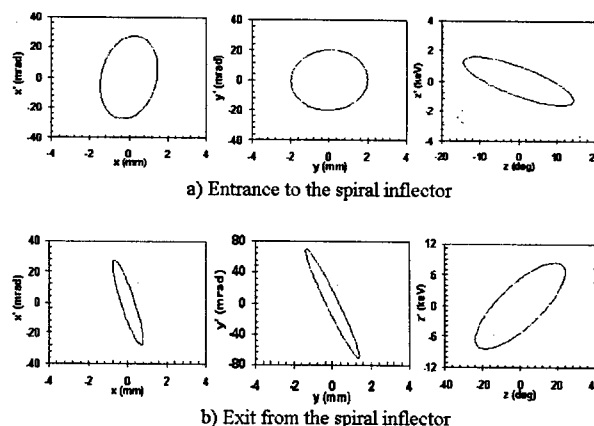 40
20
0
-20
-40
x' (mrad)
-4 -2 0 2 4
x (mm)
40
20
0
-20
-40
y' (mrad)
-4 -2 0 2 4
y (mm)
4
2
0
-2
-4
z' (keV)
-20 -10 0 10 20
z (deg)
a) Entrance to the spiral inflector
40
20
0
-20
-40
x' (mrad)
-4 -2 0 2 4
x (mm)
80
40
0
-40
-80
y' (mrad)
-4 -2 0 2 4
y (mm)
12
6
0
-6
-12
z' (keV)
-40 -20 0 20 40
z (deg)
b) Exit from the spiral inflector